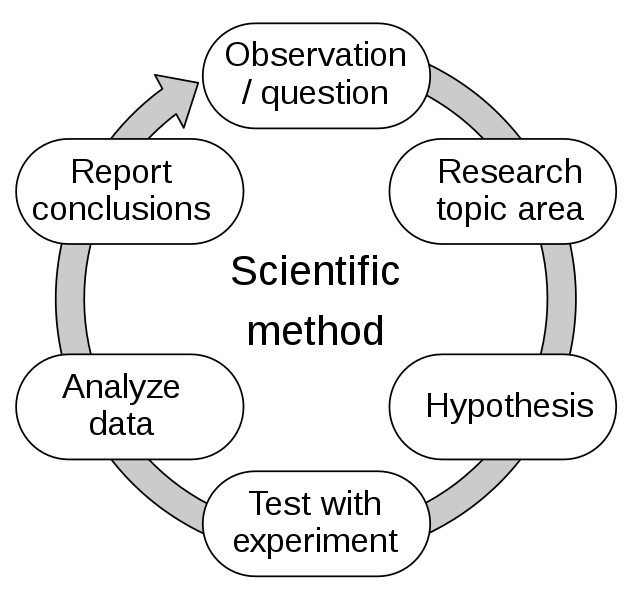 Observation
/ question
Research
topic area
Hypothesis
Test with
experiment
Analyze
data
Report
conclusions
Scientific
method